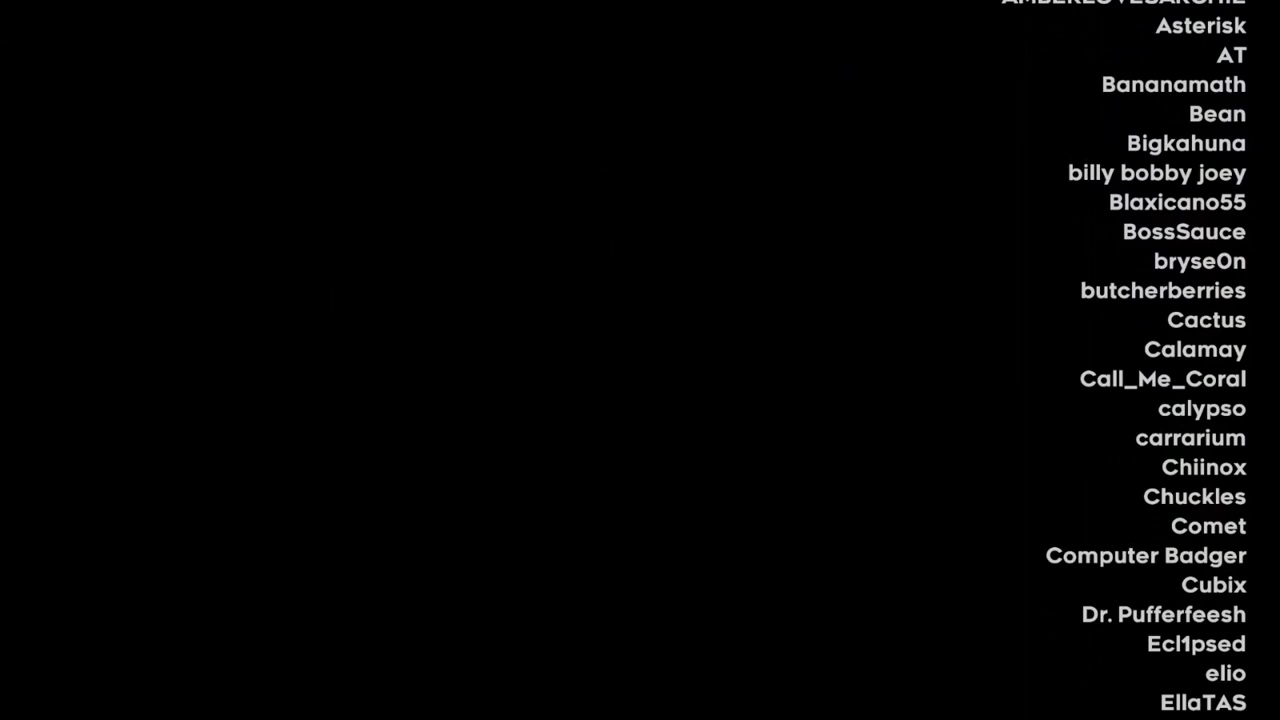 AMBERLOVESARCHIE
Asterisk
AT
Bananamath
Bean
Bigkahuna
billy bobby joey
Blaxicano55
BossSauce
bryse0n
butcherberries
Cactus
Calamay
Call_Me_Coral
calypso
carrarium
Chiinox
Chuckles
Comet
Computer Badger
Cubix
Dr. Pufferfeesh
Ecl1psed
elio
EllaTAS